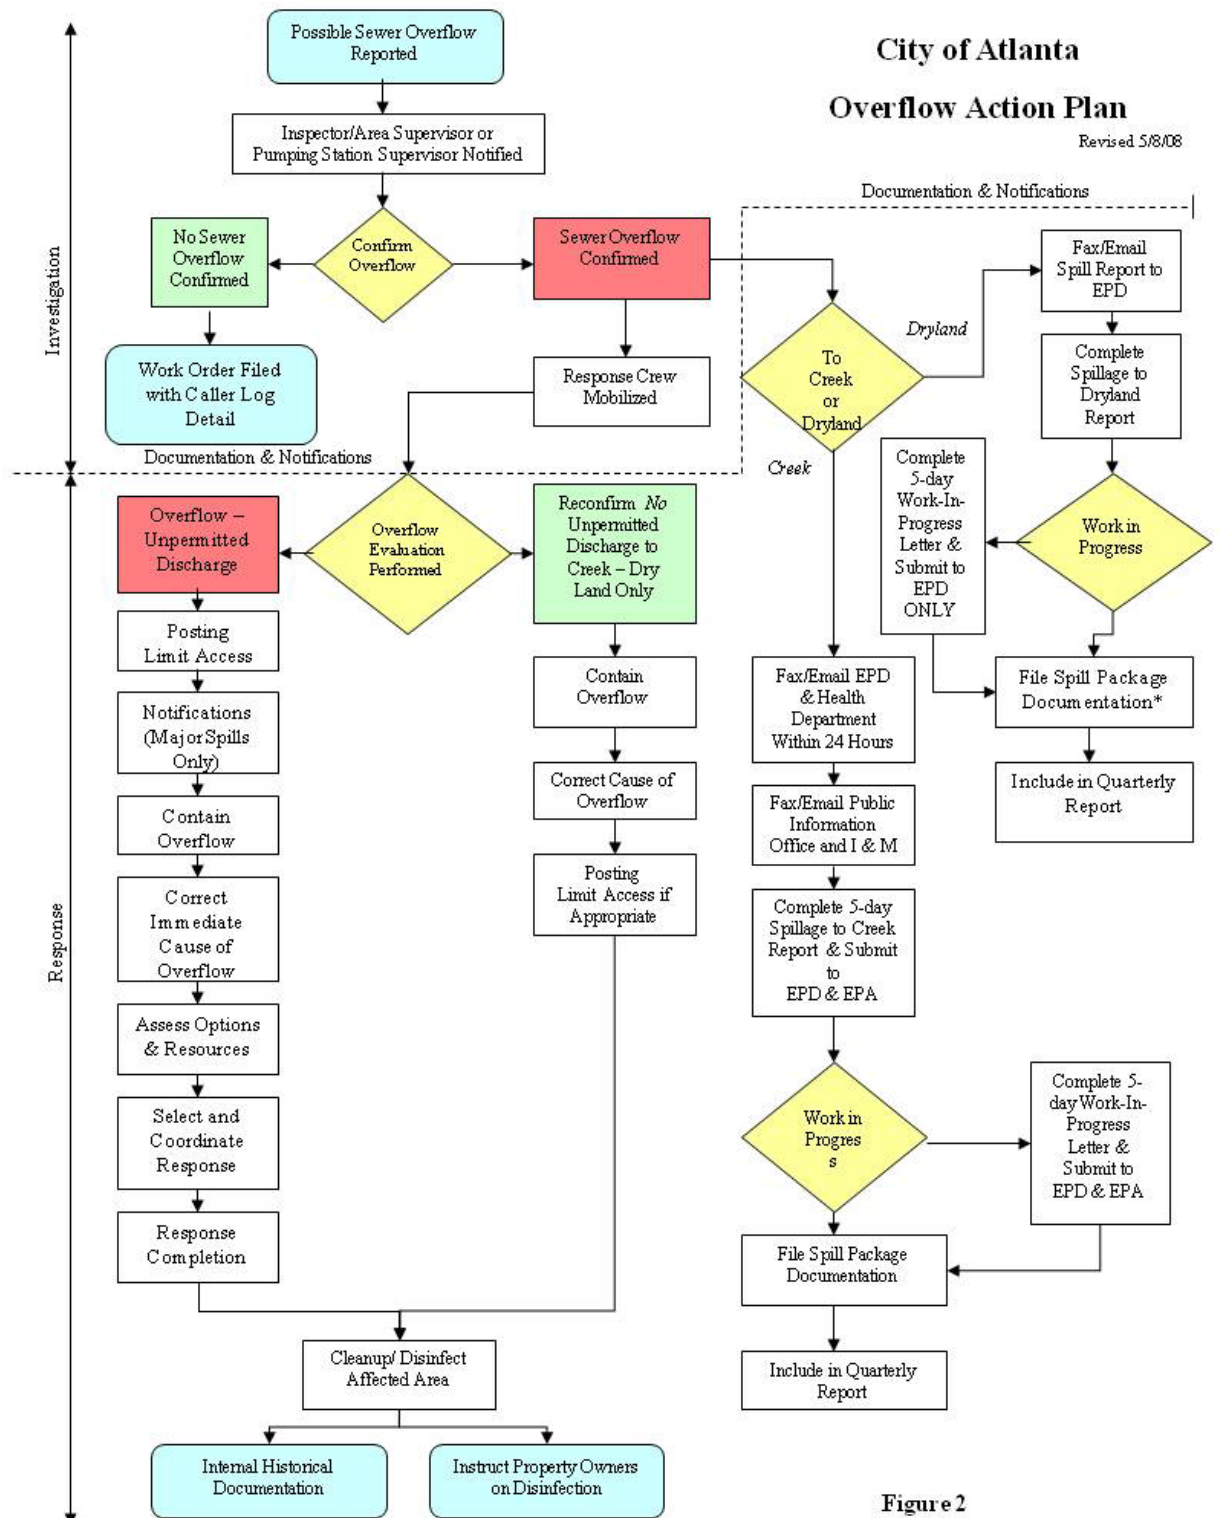 Possible Sewer Overflow
Reported
City of Atlanta
Overflow Action Plan
Revised 5/8/08
Inspector/Area Supervisor or
Pumping Station Supervisor Notified
Documentation & Notifications
Investigation
No Sewer
Overflow
Confirmed
Confirm
Overflow
Sewer Overflow
Confirmed
Work Order Filed
with Caller Log
Detail
Response Crew
Mobilized
Documentation & Notifications
To
Creek
or
Dryland
Dryland
Creek
Fax/Email
Spill Report to
EPD
Complete
Spillage to
Dryland
Report
Work in
Progress
Complete
5-day
Work-In-
Progress
Letter &
Submit to
EPD
ONLY
File Spill Package
Documentation*
Include in Quarterly
Report
Response
Overflow
Evaluation
Performed
Overflow –
Unpermitted
Discharge
Posting
Limit Access
Notifications
(Major Spills
Only)
Contain
Overflow
Correct
Immediate
Cause of
Overflow
Assess Options
& Resources
Select and
Coordinate
Response
Response
Completion
Reconfirm No
Unpermitted
Discharge to
Creek – Dry
Land Only
Contain
Overflow
Correct Cause of
Overflow
Posting
Limit Access if
Appropriate
Cleanup/ Disinfect
Affected Area
Internal Historical
Documentation
Instruct Property Owners
on Disinfection
Fax/Email EPD
& Health
Department
Within 24 Hours
Fax/Email Public
Information
Office and I & M
Complete 5-day
Spillage to Creek
Report & Submit
to
EPD & EPA
Work in
Progres
s
Complete 5-
day Work-In-
Progress
Letter &
Submit to
EPD & EPA
File Spill Package
Documentation
Include in Quarterly
Report
Figure 2